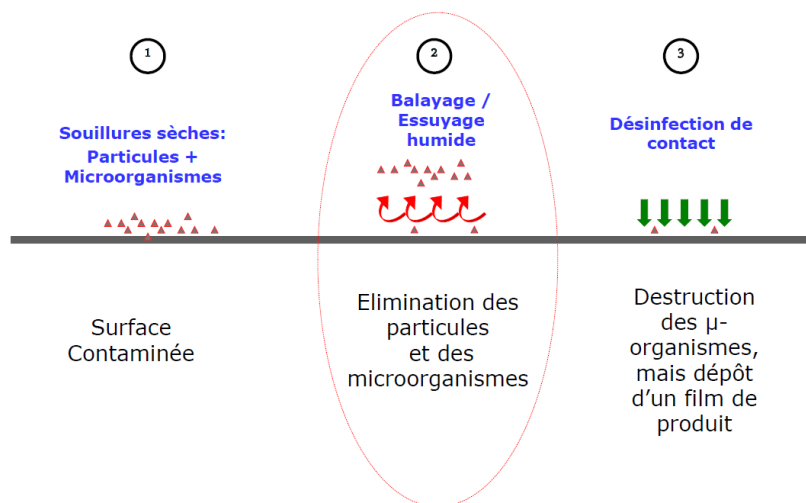 1
Souillures sèches:
Particules +
Microorganismes
Surface
Contaminée
2
Balayage /
Essuyage
humide
Elimination des
particules
et des
microorganismes
3
Désinfection de
contact
Destruction
des µ-
organismes,
mais dépôt
d’un film de
produit